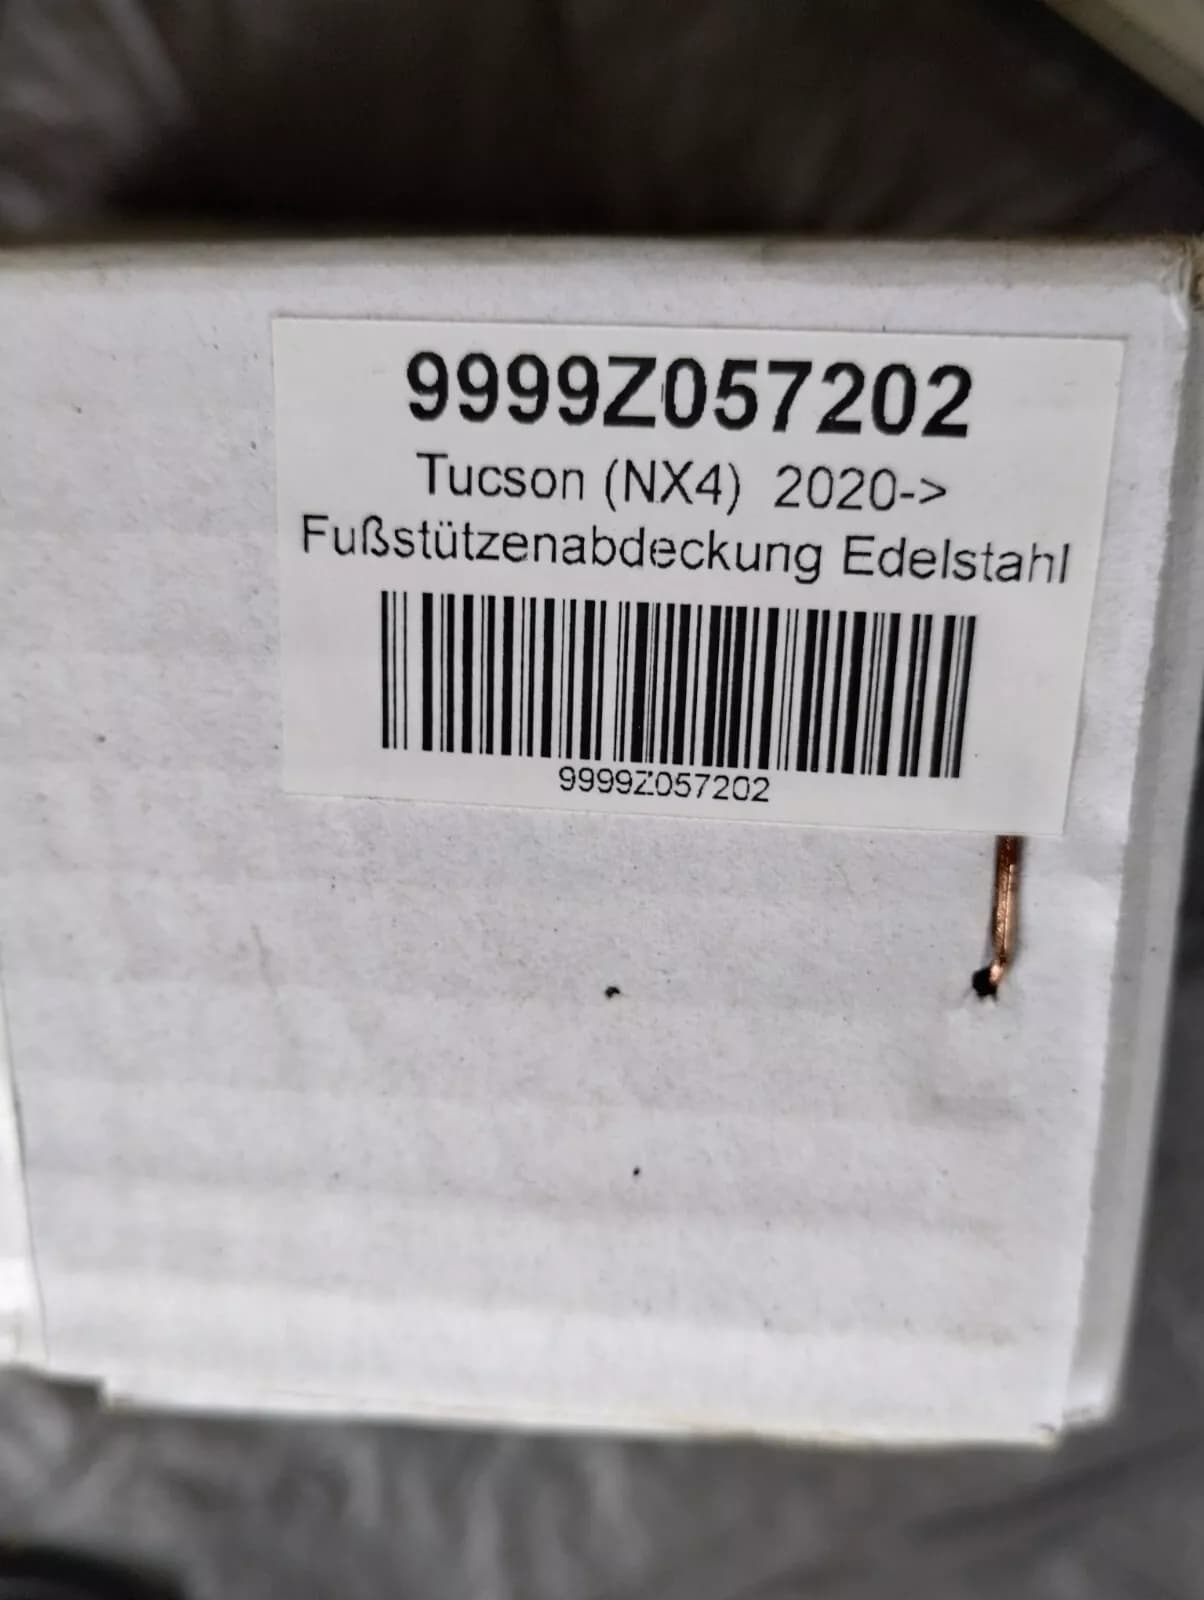 9999Z057202
Tucson (NX4) 2020->
Fußstützenabdeckung Edelstahl
9999Z057202